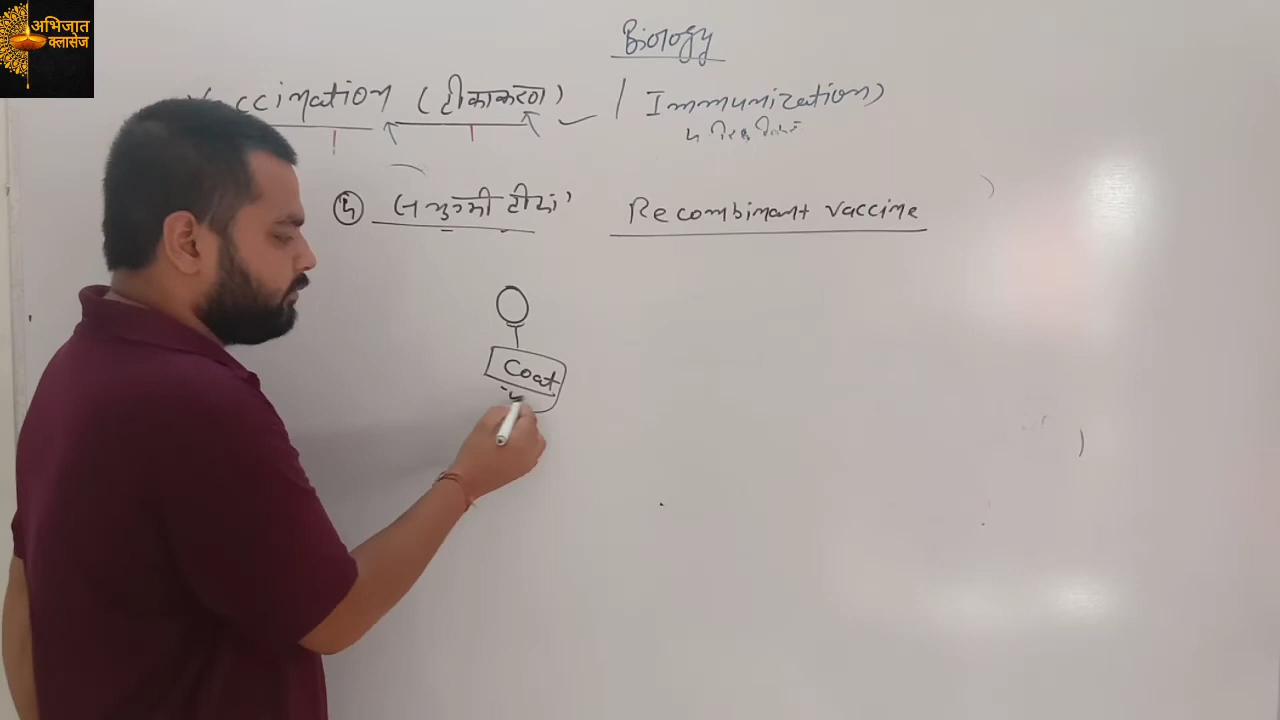 अभिजात
क्लासेज
Biology
ccination (टीकाकरण) / Immunization)
Recombinant vaccine
Coat